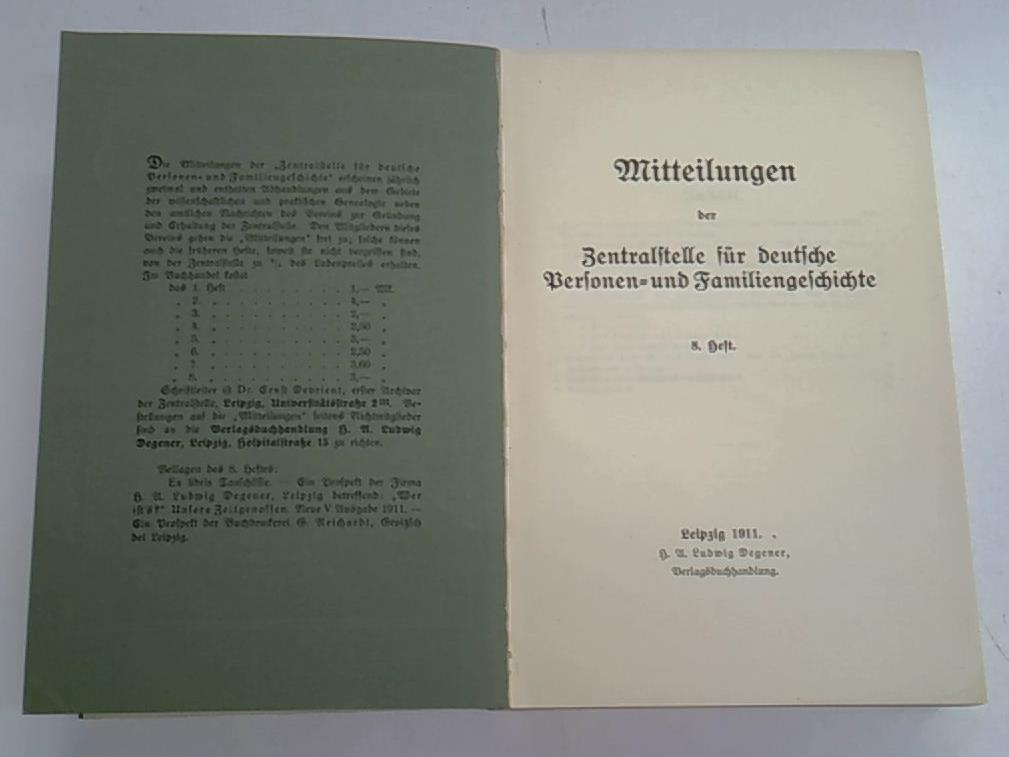 Die Mitteilungen der „Zentralstelle für deutsche
Personen- und Familiengeschichte“ erscheinen jährlich
zweimal und enthalten Abhandlungen aus dem Gebiete
der wissenschaftlichen und praktischen Genealogie neben
den amtlichen Nachrichten des Vereins zur Gründung
und Erhaltung der Zentralstelle. Den Mitgliedern dieses
Vereins gehen die „Mitteilungen“ frei zu; solche können
auch die früheren Hefte, soweit sie nicht vergriffen sind,
von der Zentralstelle zu des Ladenpreises erhalten.
Im Buchhandel kostet
das 1. Heft . . . . . . . . . . 1,— Mk.
„ 2. „ . . . . . . . . . . 4,— „
„ 3. „ . . . . . . . . . . 2,— „
„ 4. „ . . . . . . . . . . 2,50 „
„ 5. „ . . . . . . . . . . 3,— „
„ 6. „ . . . . . . . . . . 2,50 „
„ 7. „ . . . . . . . . . . 3,60 „
„ 8. „ . . . . . . . . . . 3,— „
Schriftleiter ist Dr. Ernst Devrient, erster Archivar
der Zentralstelle, Leipzig, Universitätsstraße 2III. Be-
stellungen auf die „Mitteilungen“ seitens Nichtmitglieder
sind an die Verlagsbuchhandlung H. A. Ludwig
Degener, Leipzig, Hospitalstraße 15 zu richten.
Beilagen des 8. Heftes:
Ex libris Tauschliste. — Ein Prospekt der Firma
H. A. Ludwig Degener, Leipzig betreffend: „Wer
ist's?“ Unsere Zeitgenossen. Neue V. Ausgabe 1911. —
Ein Prospekt der Buchdruckerei G. Reichardt, Groitzsch
bei Leipzig.
Mitteilungen
der
Zentralstelle für deutsche
Personen- und Familiengeschichte
8. Heft.
Leipzig 1911.
H. A. Ludwig Degener,
Verlagsbuchhandlung.